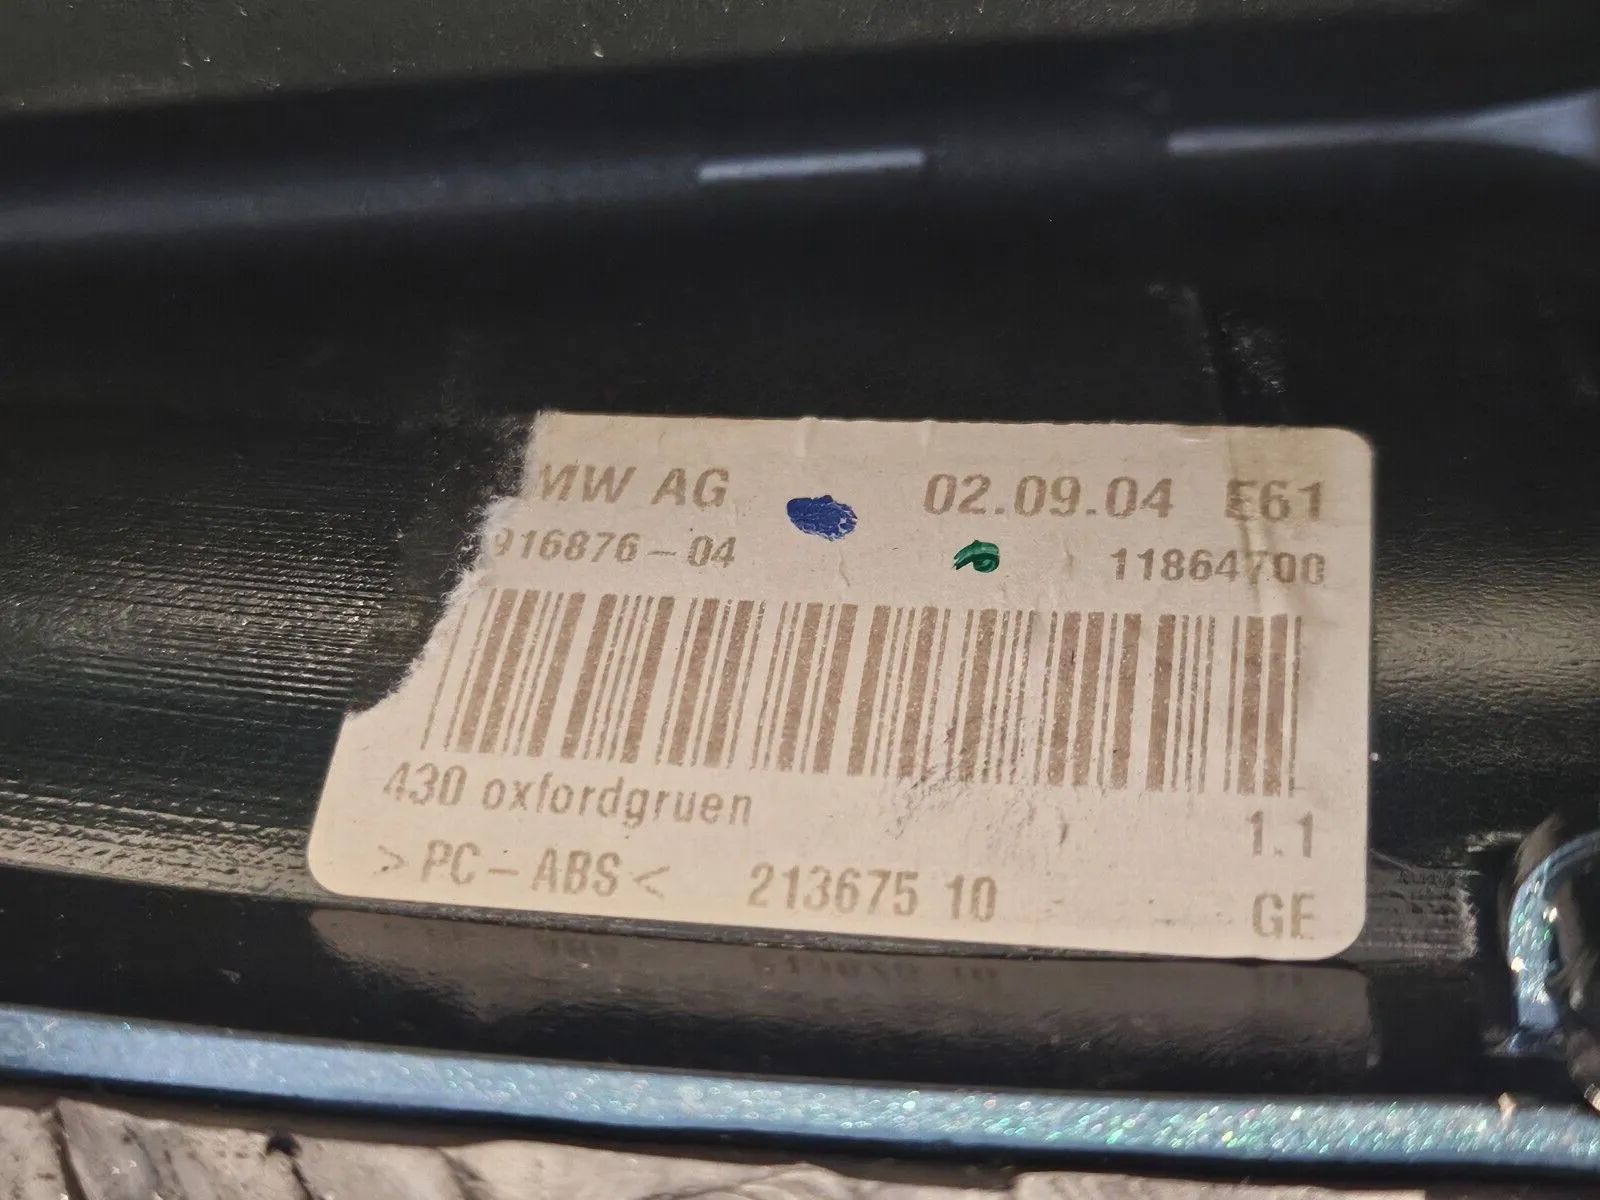 MW AG 02.09.04 E61
916876-04 11864700
430 oxfordgruen 1.1
>PC-ABS< 213675 10 GE